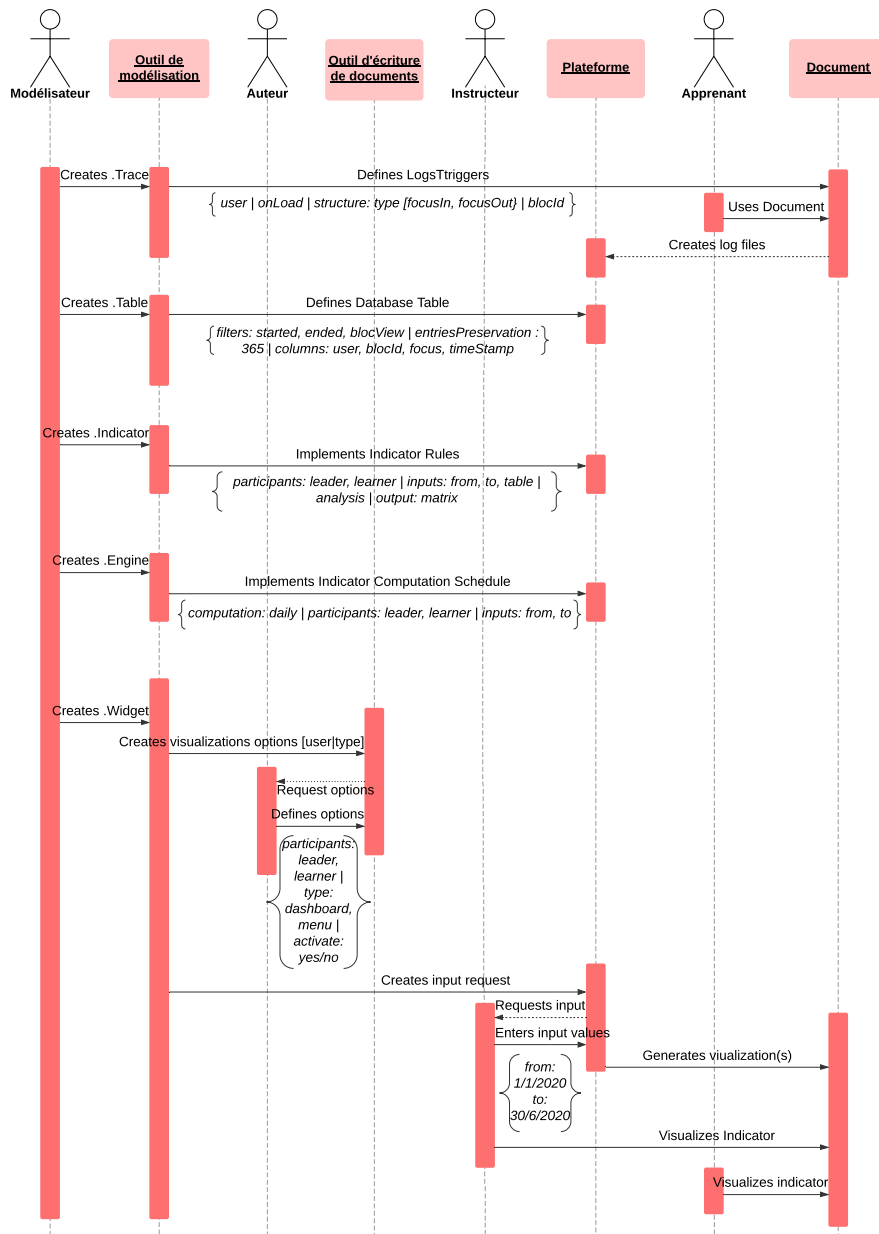 Outil de
modélisation
Outil d'écriture
de documents
Plateforme
Document
Modélisateur
Auteur
Instructeur
Apprenant
Creates .Trace
Defines LogsTtriggers
user | onLoad | structure: type [focusIn, focusOut} | blocId
Uses Document
Creates log files
Creates .Table
Defines Database Table
filters: started, ended, blocView | entriesPreservation :
365 | columns: user, blocId, focus, timeStamp
Creates .Indicator
Implements Indicator Rules
participants: leader, learner | inputs: from, to, table |
analysis | output: matrix
Creates .Engine
Implements Indicator Computation Schedule
computation: daily | participants: leader, learner | inputs: from, to
Creates .Widget
Creates visualizations options [user|type]
Request options
Defines options
participants:
leader,
learner |
type:
dashboard,
menu |
activate:
yes/no
Creates input request
Requests input
Enters input values
Generates viualization(s)
from:
1/1/2020
to:
30/6/2020
Visualizes Indicator
Visualizes indicator